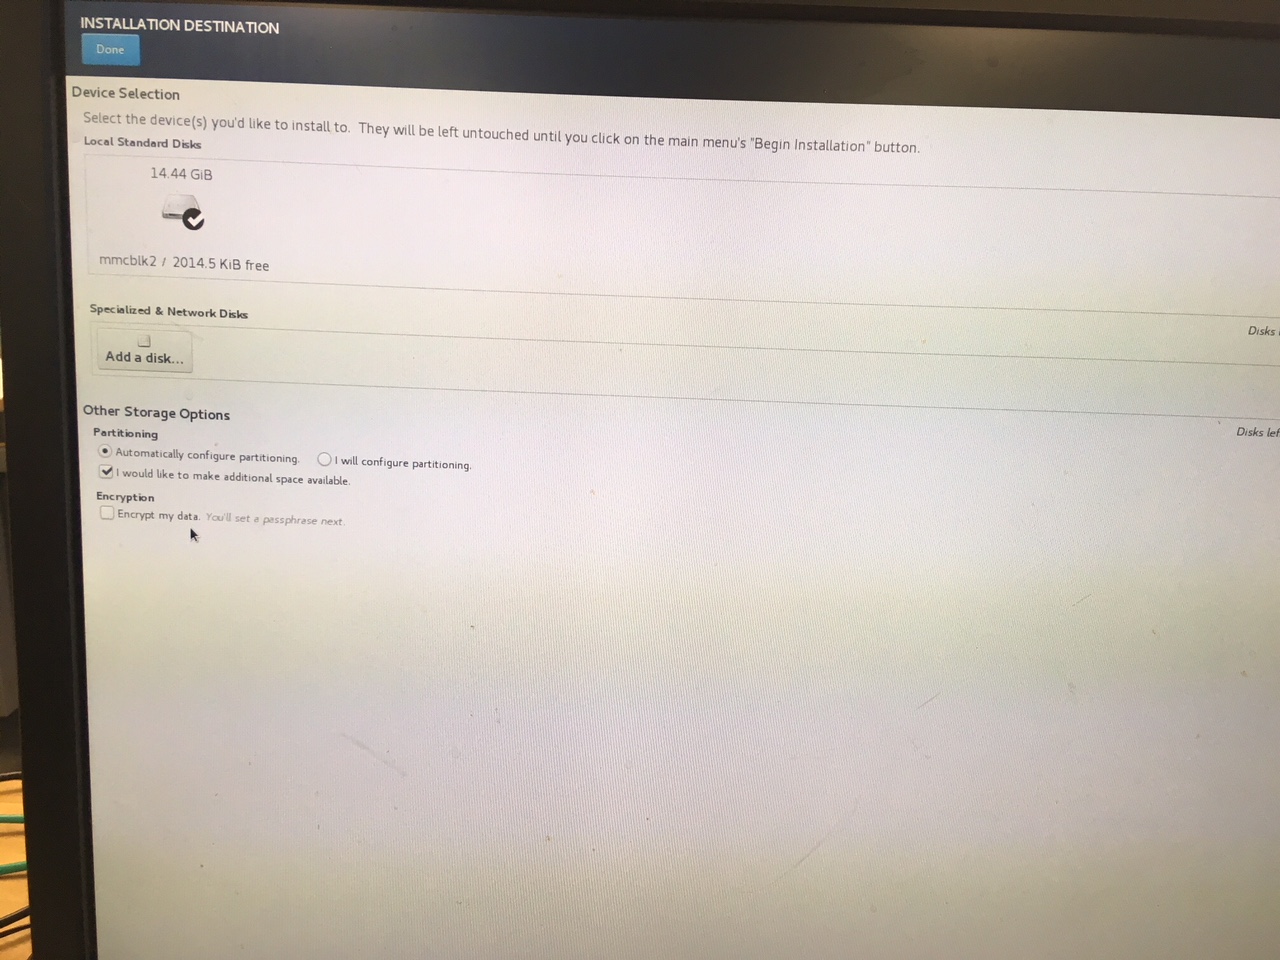 INSTALLATION DESTINATION
Done
Device Selection
Select the device(s) you'd like to install to. They will be left untouched until you click on the main menu's "Begin Installation" button.
Local Standard Disks
14.44 GiB
mmcblk2 / 2014.5 KiB free
Disks
Specialized & Network Disks
Add a disk...
Disks lef
Other Storage Options
Partitioning
Automatically configure partitioning. I will configure partitioning.
I would like to make additional space available.
Encryption
Encrypt my data. You'll set a passphrase next.